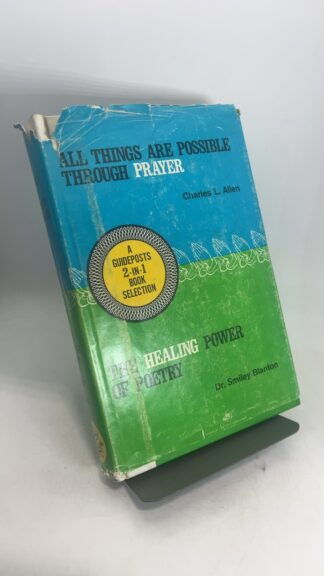 ALL THINGS ARE POSSIBLE
THROUGH PRAYER
Charles L. Allen
A
GUIDEPOSTS
2-IN-1
BOOK
SELECTION
THE HEALING POWER
OF POETRY
Dr. Smiley Blanton